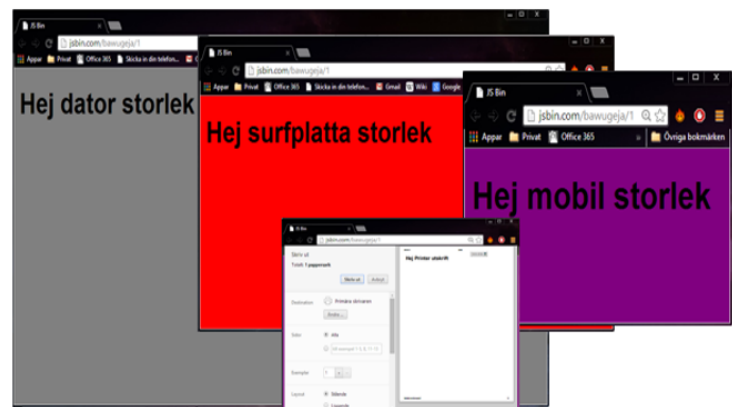 JS Bin
jsbin.com/bawugeja/1
Appar Privat Office 365 Skicka in din telefon...
Hej dator storlek
JS Bin
jsbin.com/bawugeja/1
Appar Privat Office 365 Skicka in din telefon... Gmail Wiki Google
Hej surfplatta storlek
JS Bin
jsbin.com/bawugeja/1
Appar Privat Office 365 » Övriga bokmärken
Hej mobil storlek
JS Bin
jsbin.com/bawugeja/1
Skriv ut
Totalt: 1 pappersark
Skriv ut Avbryt
Destination Primära skrivaren
Ändra...
Sidor Alla
Exemplar 1 + -
Layout Stående
Liggande
Hej Printer utskrift